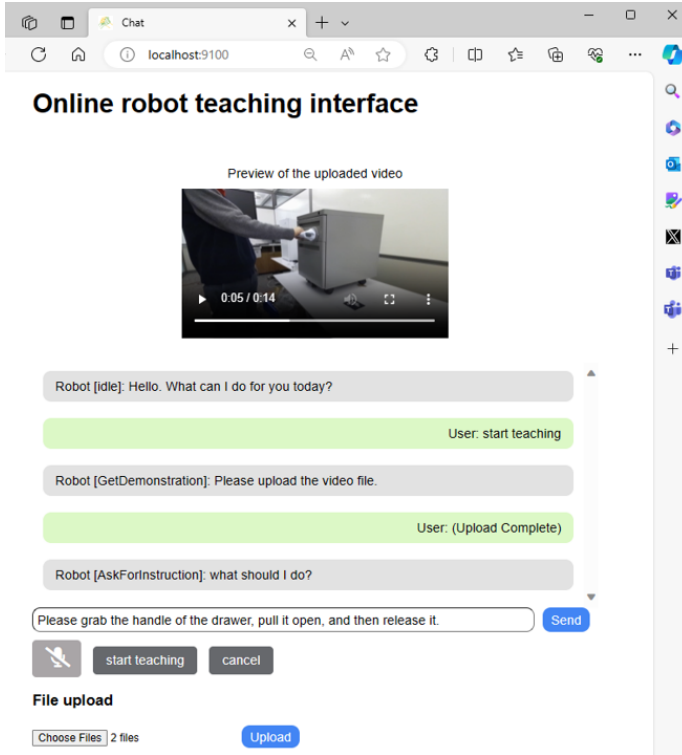 Chat
localhost:9100
Online robot teaching interface
Preview of the uploaded video
0:05 / 0:14
Robot [idle]: Hello. What can I do for you today?
User: start teaching
Robot [GetDemonstration]: Please upload the video file.
User: (Upload Complete)
Robot [AskForInstruction]: what should I do?
Please grab the handle of the drawer, pull it open, and then release it.
Send
start teaching
cancel
File upload
Choose Files 2 files
Upload